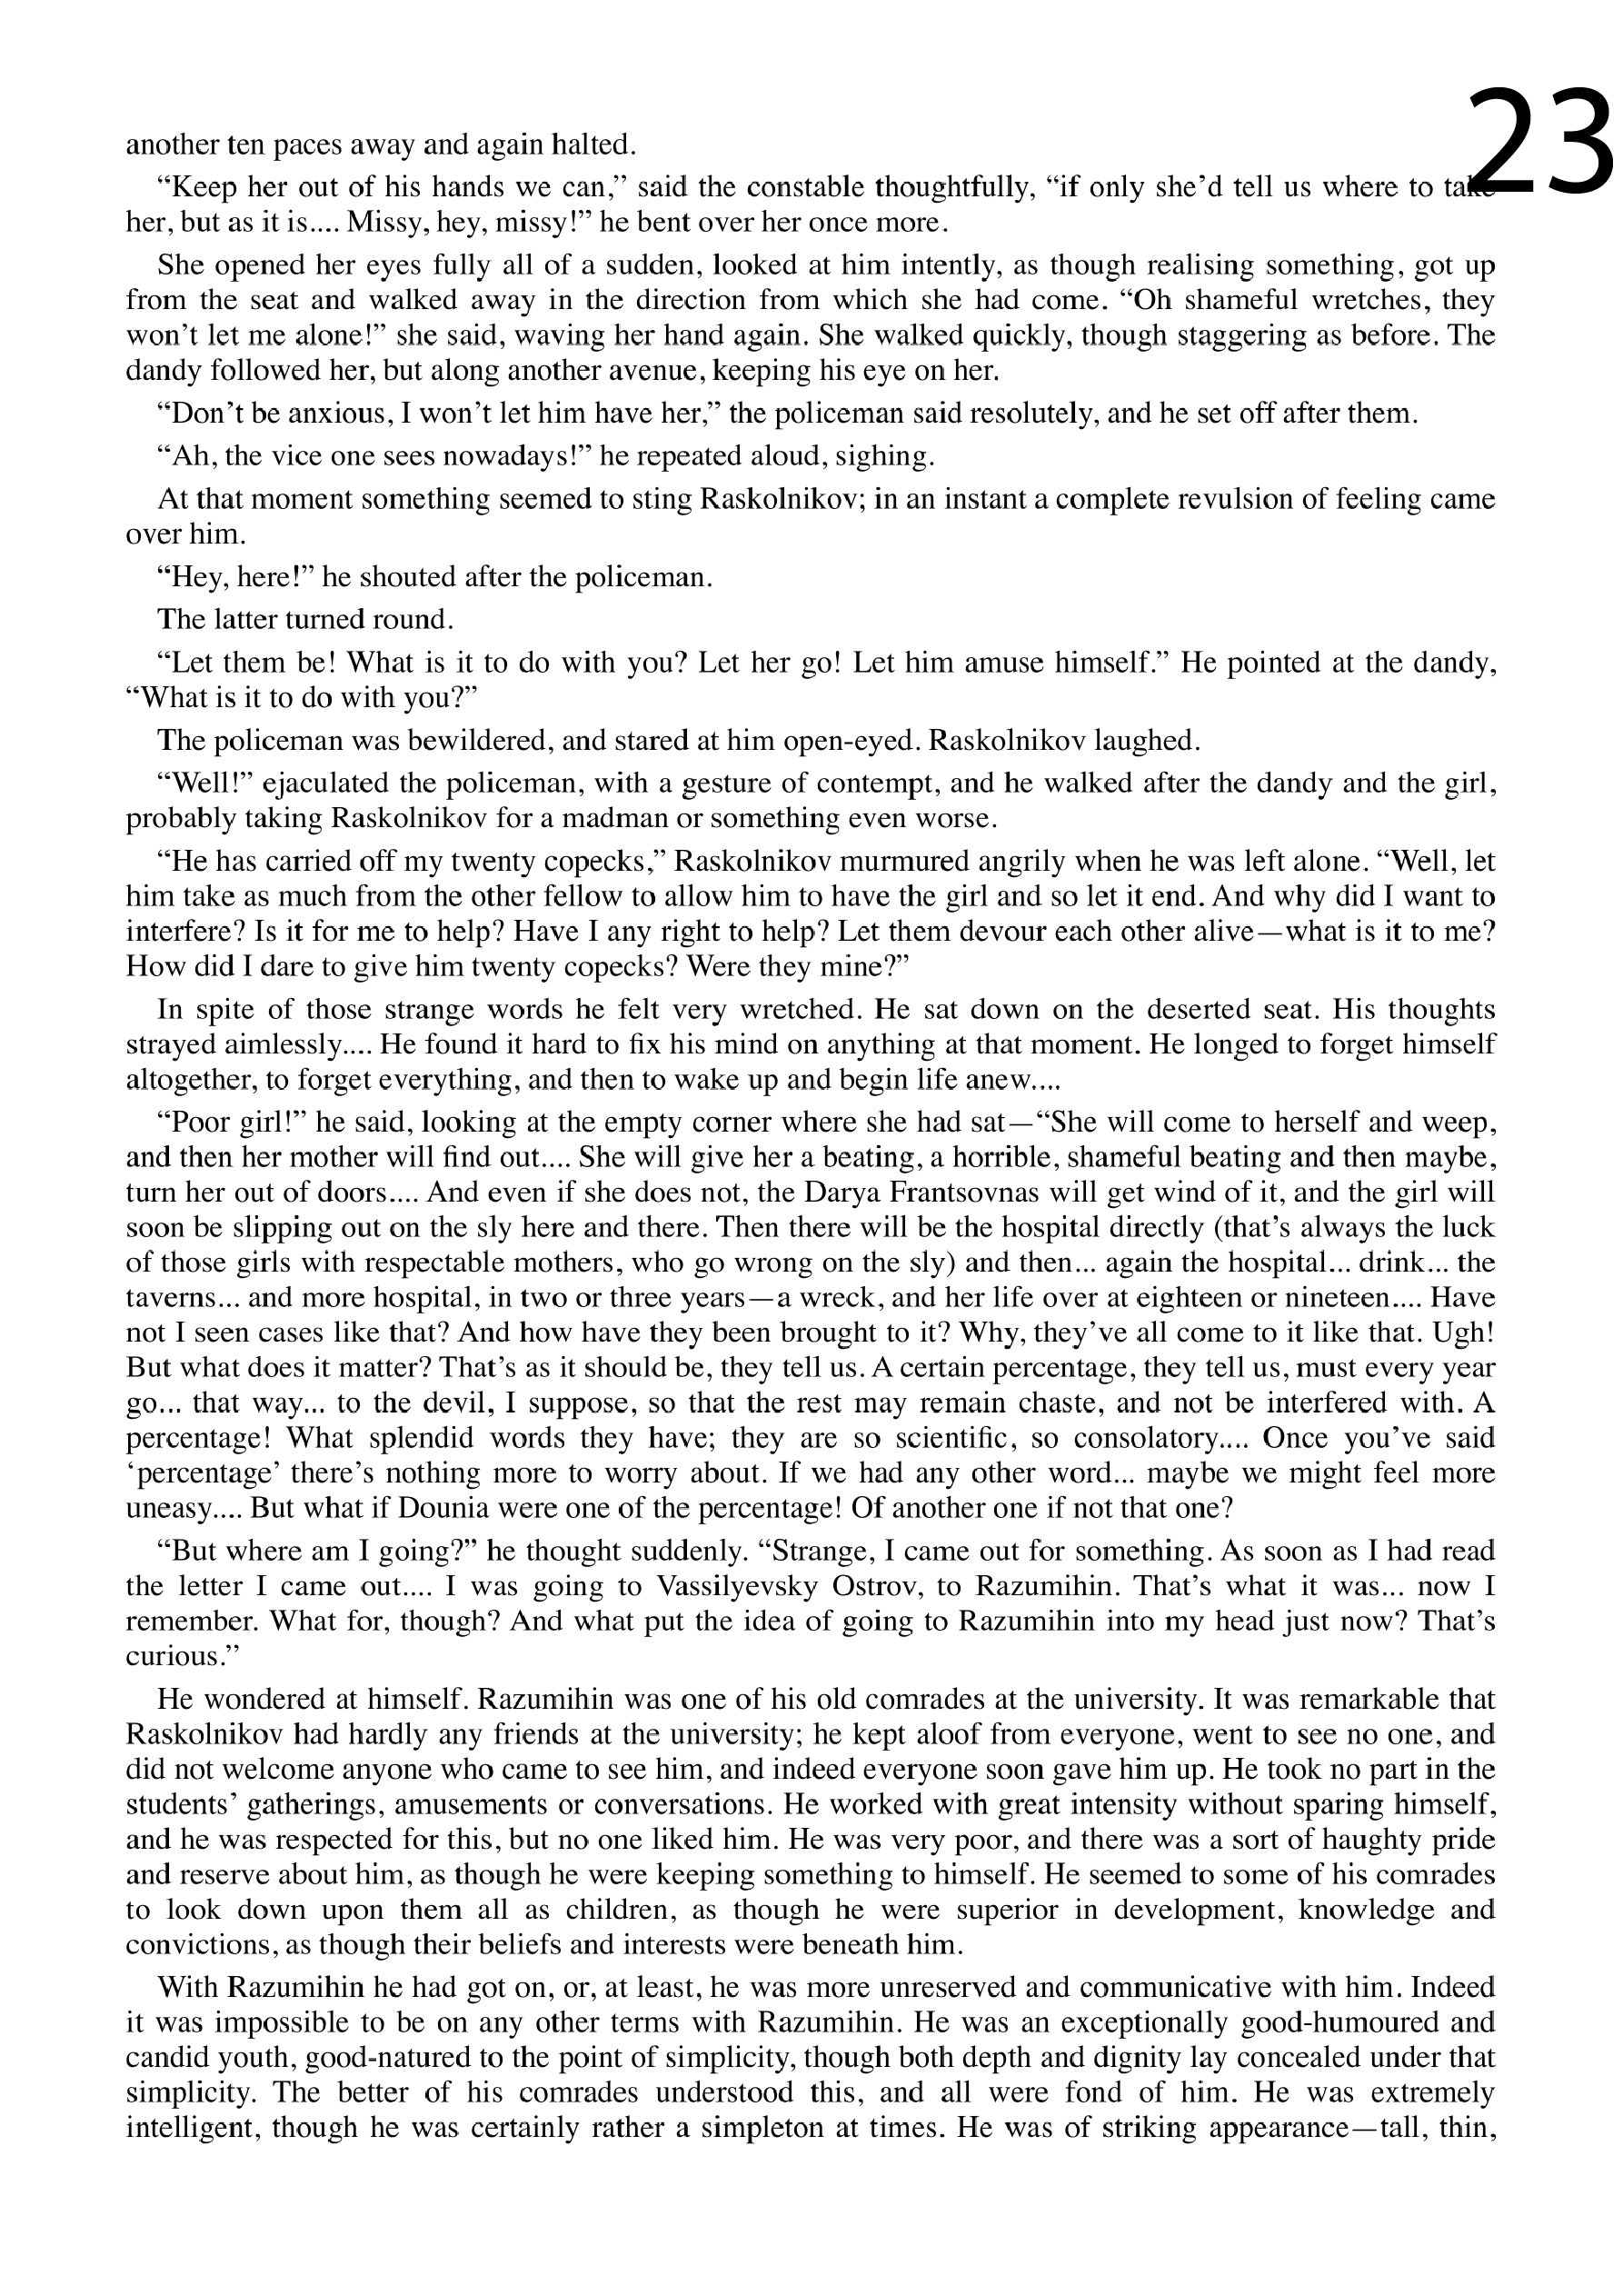 23
another ten paces away and again halted.
“Keep her out of his hands we can,” said the constable thoughtfully, “if only she’d tell us where to take
her, but as it is.... Missy, hey, missy!” he bent over her once more.
She opened her eyes fully all of a sudden, looked at him intently, as though realising something, got up
from the seat and walked away in the direction from which she had come. “Oh shameful wretches, they
won’t let me alone!” she said, waving her hand again. She walked quickly, though staggering as before. The
dandy followed her, but along another avenue, keeping his eye on her.
“Don’t be anxious, I won’t let him have her,” the policeman said resolutely, and he set off after them.
“Ah, the vice one sees nowadays!” he repeated aloud, sighing.
At that moment something seemed to sting Raskolnikov; in an instant a complete revulsion of feeling came
over him.
“Hey, here!” he shouted after the policeman.
The latter turned round.
“Let them be! What is it to do with you? Let her go! Let him amuse himself.” He pointed at the dandy,
“What is it to do with you?”
The policeman was bewildered, and stared at him open-eyed. Raskolnikov laughed.
“Well!” ejaculated the policeman, with a gesture of contempt, and he walked after the dandy and the girl,
probably taking Raskolnikov for a madman or something even worse.
“He has carried off my twenty copecks,” Raskolnikov murmured angrily when he was left alone. “Well, let
him take as much from the other fellow to allow him to have the girl and so let it end. And why did I want to
interfere? Is it for me to help? Have I any right to help? Let them devour each other alive—what is it to me?
How did I dare to give him twenty copecks? Were they mine?”
In spite of those strange words he felt very wretched. He sat down on the deserted seat. His thoughts
strayed aimlessly.... He found it hard to fix his mind on anything at that moment. He longed to forget himself
altogether, to forget everything, and then to wake up and begin life anew....
“Poor girl!” he said, looking at the empty corner where she had sat—“She will come to herself and weep,
and then her mother will find out.... She will give her a beating, a horrible, shameful beating and then maybe,
turn her out of doors.... And even if she does not, the Darya Frantsovnas will get wind of it, and the girl will
soon be slipping out on the sly here and there. Then there will be the hospital directly (that’s always the luck
of those girls with respectable mothers, who go wrong on the sly) and then... again the hospital... drink... the
taverns... and more hospital, in two or three years—a wreck, and her life over at eighteen or nineteen.... Have
not I seen cases like that? And how have they been brought to it? Why, they’ve all come to it like that. Ugh!
But what does it matter? That’s as it should be, they tell us. A certain percentage, they tell us, must every year
go... that way... to the devil, I suppose, so that the rest may remain chaste, and not be interfered with. A
percentage! What splendid words they have; they are so scientific, so consolatory.... Once you’ve said
‘percentage’ there’s nothing more to worry about. If we had any other word... maybe we might feel more
uneasy.... But what if Dounia were one of the percentage! Of another one if not that one?
“But where am I going?” he thought suddenly. “Strange, I came out for something. As soon as I had read
the letter I came out.... I was going to Vassilyevsky Ostrov, to Razumihin. That’s what it was... now I
remember. What for, though? And what put the idea of going to Razumihin into my head just now? That’s
curious.”
He wondered at himself. Razumihin was one of his old comrades at the university. It was remarkable that
Raskolnikov had hardly any friends at the university; he kept aloof from everyone, went to see no one, and
did not welcome anyone who came to see him, and indeed everyone soon gave him up. He took no part in the
students’ gatherings, amusements or conversations. He worked with great intensity without sparing himself,
and he was respected for this, but no one liked him. He was very poor, and there was a sort of haughty pride
and reserve about him, as though he were keeping something to himself. He seemed to some of his comrades
to look down upon them all as children, as though he were superior in development, knowledge and
convictions, as though their beliefs and interests were beneath him.
With Razumihin he had got on, or, at least, he was more unreserved and communicative with him. Indeed
it was impossible to be on any other terms with Razumihin. He was an exceptionally good-humoured and
candid youth, good-natured to the point of simplicity, though both depth and dignity lay concealed under that
simplicity. The better of his comrades understood this, and all were fond of him. He was extremely
intelligent, though he was certainly rather a simpleton at times. He was of striking appearance—tall, thin,